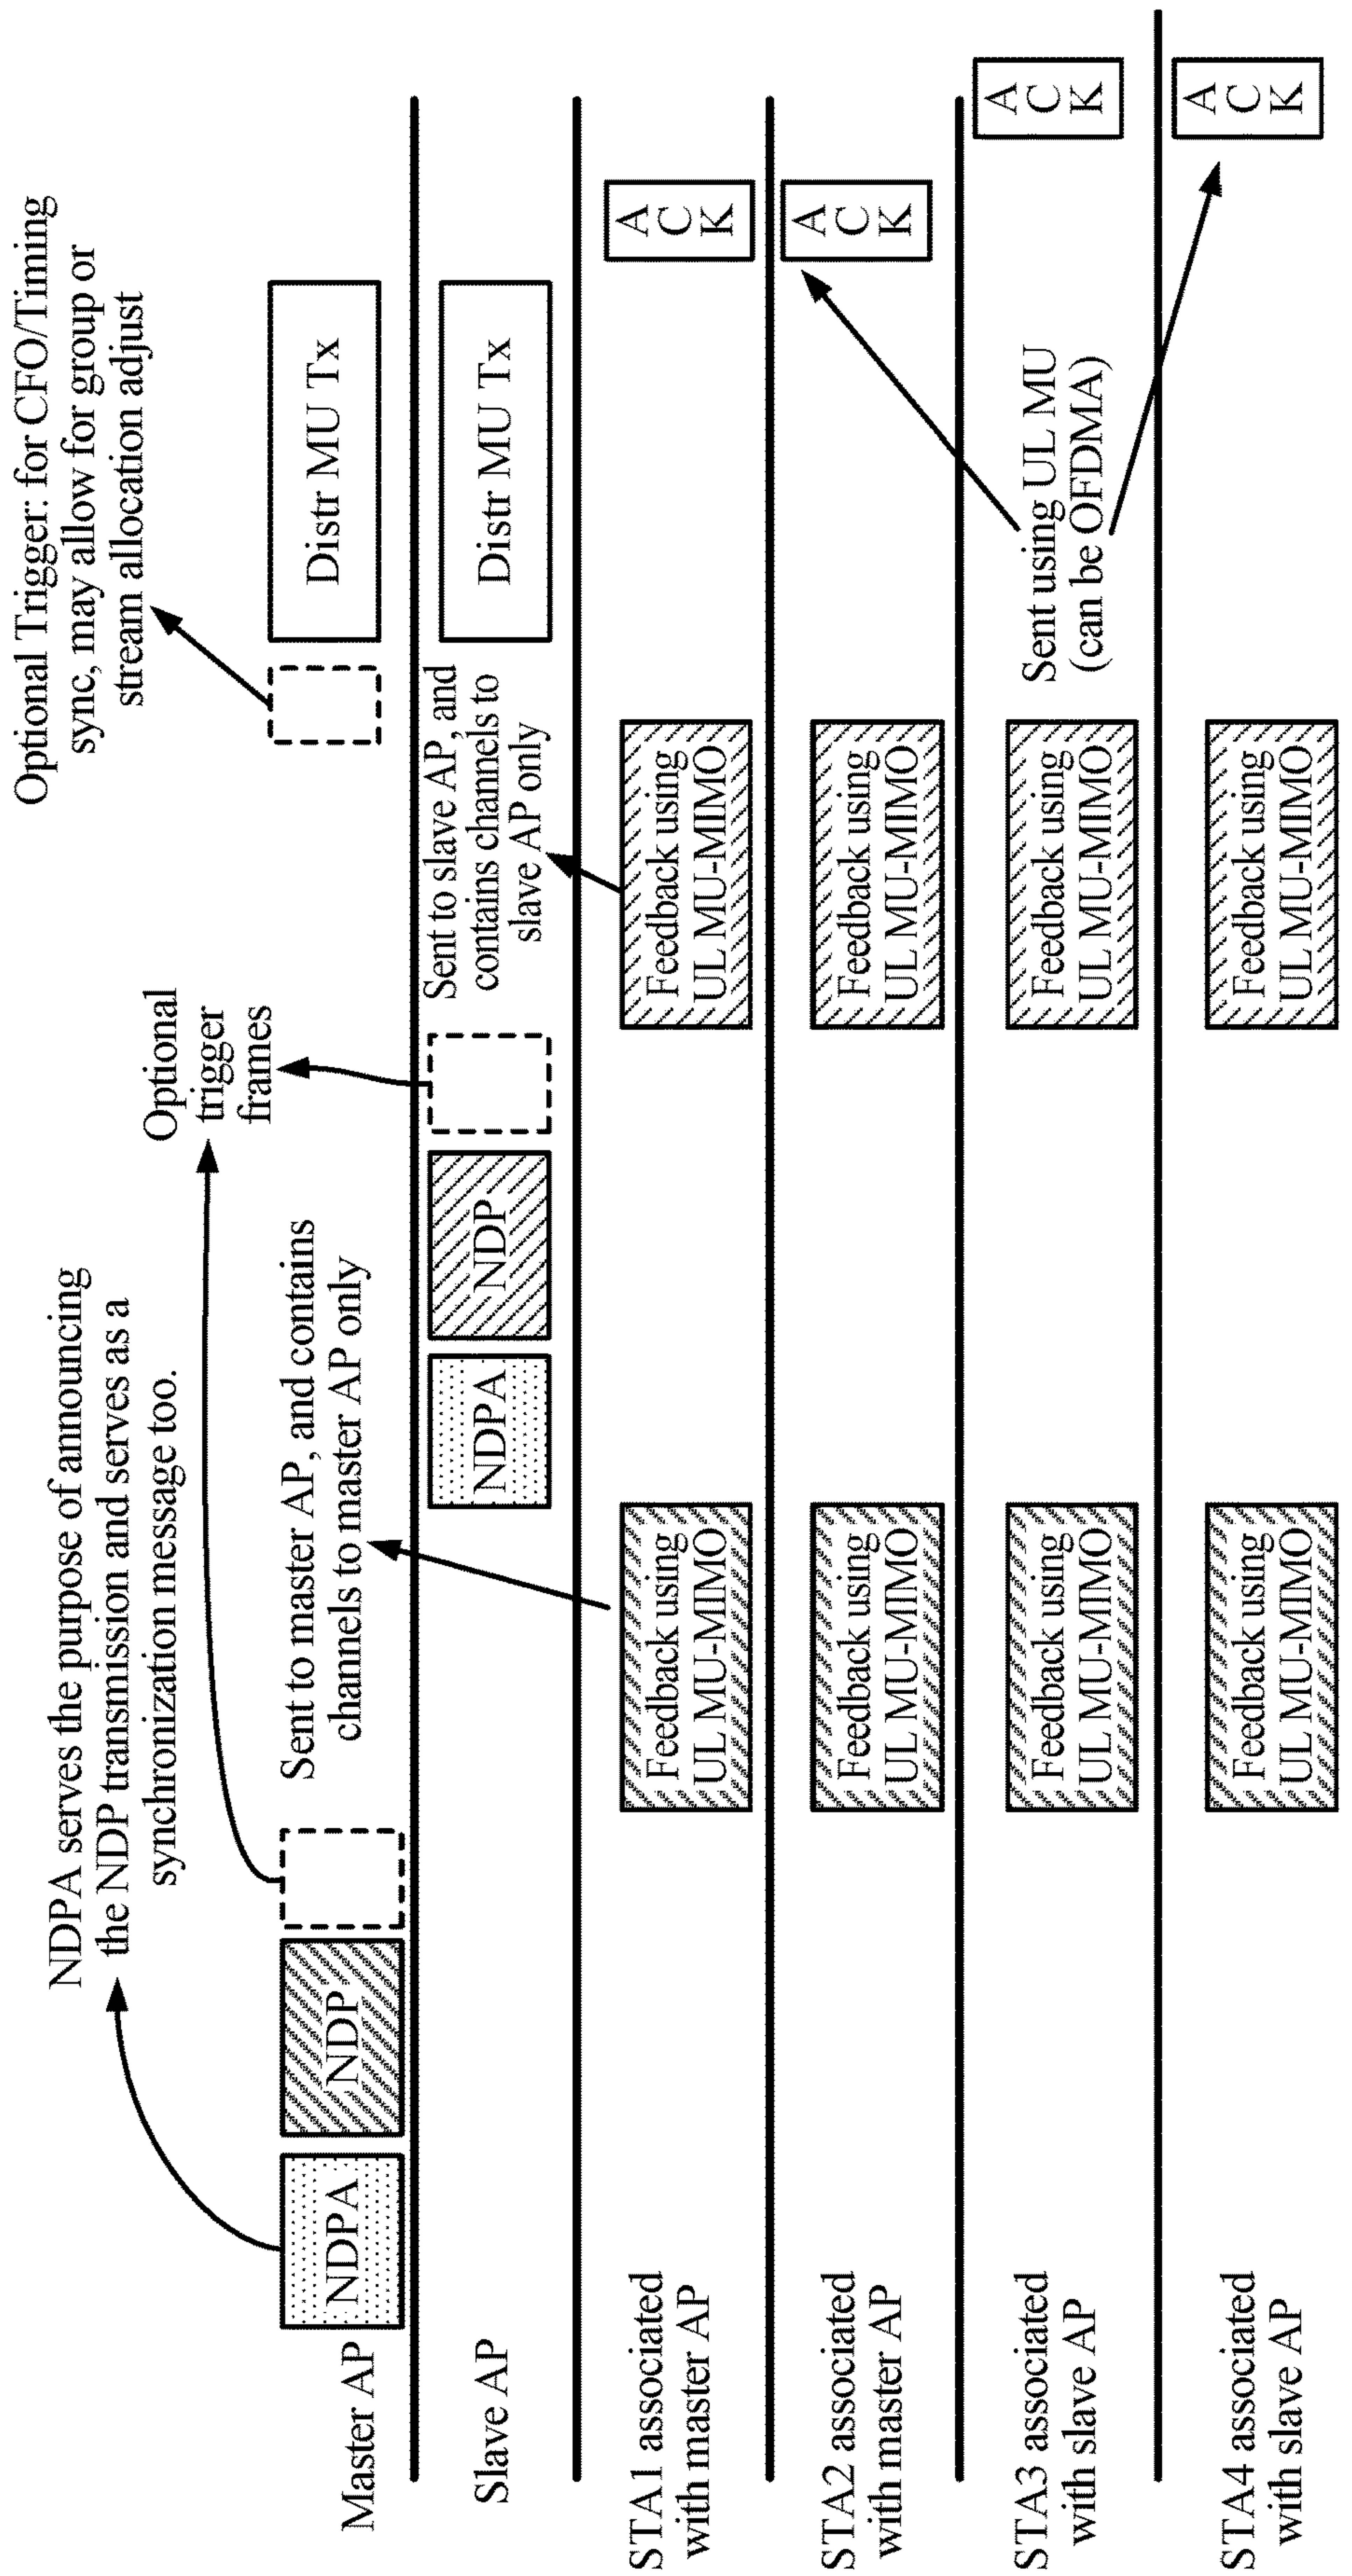 NDPA serves the purpose of announcing
the NDP transmission and serves as a
synchronization message too.
Optional
trigger
frames
Optional Trigger: for CFO/Timing
sync, may allow for group or
stream allocation adjust
Master AP
NDPA
NDP
Sent to master AP, and contains
channels to master AP only
Distr MU Tx
Slave AP
NDPA
NDP
Sent to slave AP, and
contains channels to
slave AP only
Distr MU Tx
STA1 associated
with master AP
Feedback using
UL MU-MIMO
Feedback using
UL MU-MIMO
ACK
STA2 associated
with master AP
Feedback using
UL MU-MIMO
Feedback using
UL MU-MIMO
ACK
STA3 associated
with slave AP
Feedback using
UL MU-MIMO
Feedback using
UL MU-MIMO
Sent using UL MU
(can be OFDMA)
ACK
STA4 associated
with slave AP
Feedback using
UL MU-MIMO
Feedback using
UL MU-MIMO
ACK